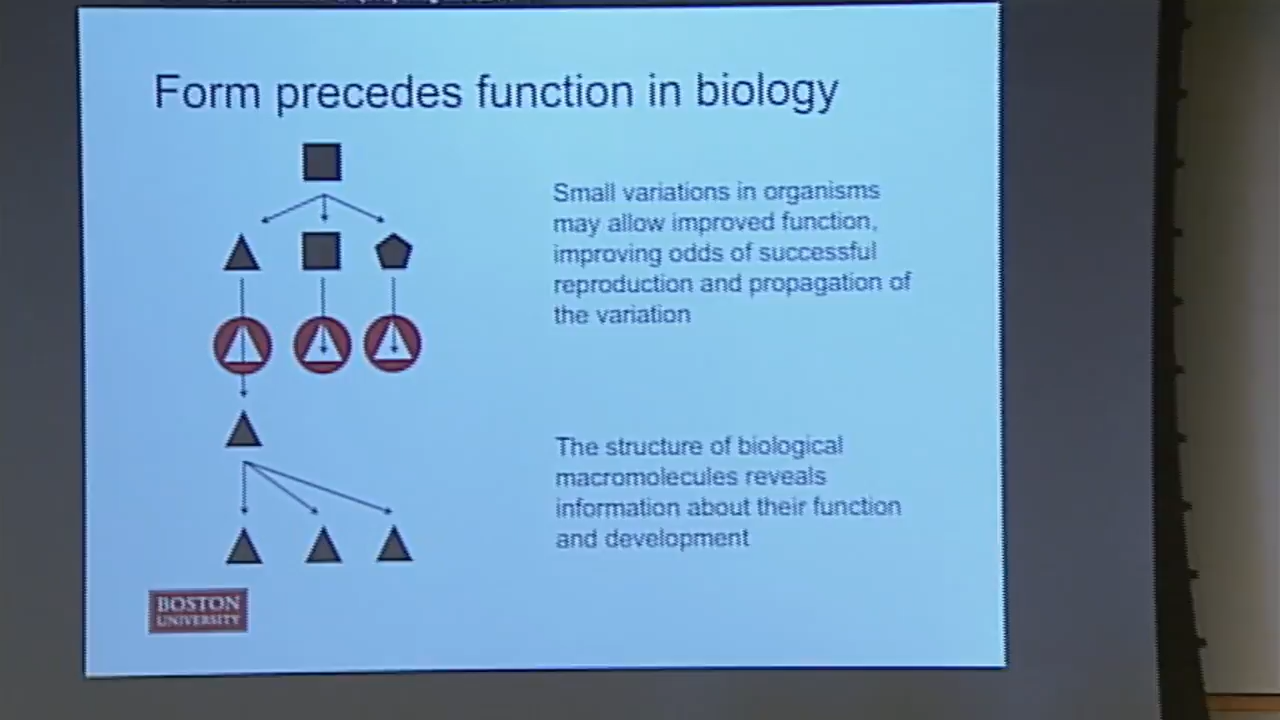 Form precedes function in biology
Small variations in organisms
may allow improved function,
improving odds of successful
reproduction and propagation of
the variation
The structure of biological
macromolecules reveals
information about their function
and development
BOSTON
UNIVERSITY